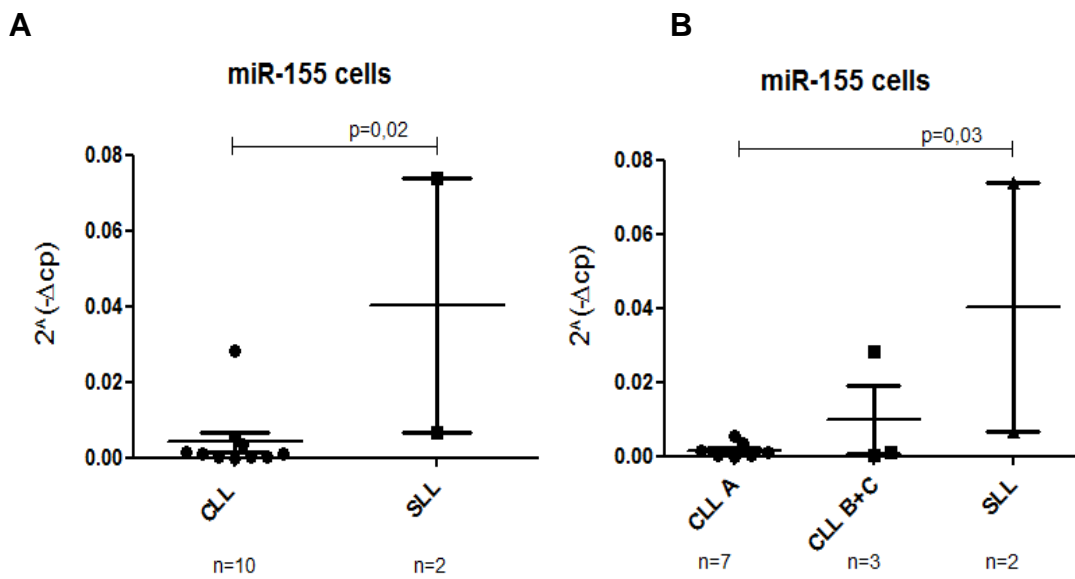 A
miR-155 cells
p=0,02
0.08
0.06
0.04
0.02
0.00
2^(-Δcp)
CLL
SLL
n=10
n=2
B
miR-155 cells
p=0,03
0.08
0.06
0.04
0.02
0.00
2^(-Δcp)
CLL A
CLL B+C
SLL
n=7
n=3
n=2